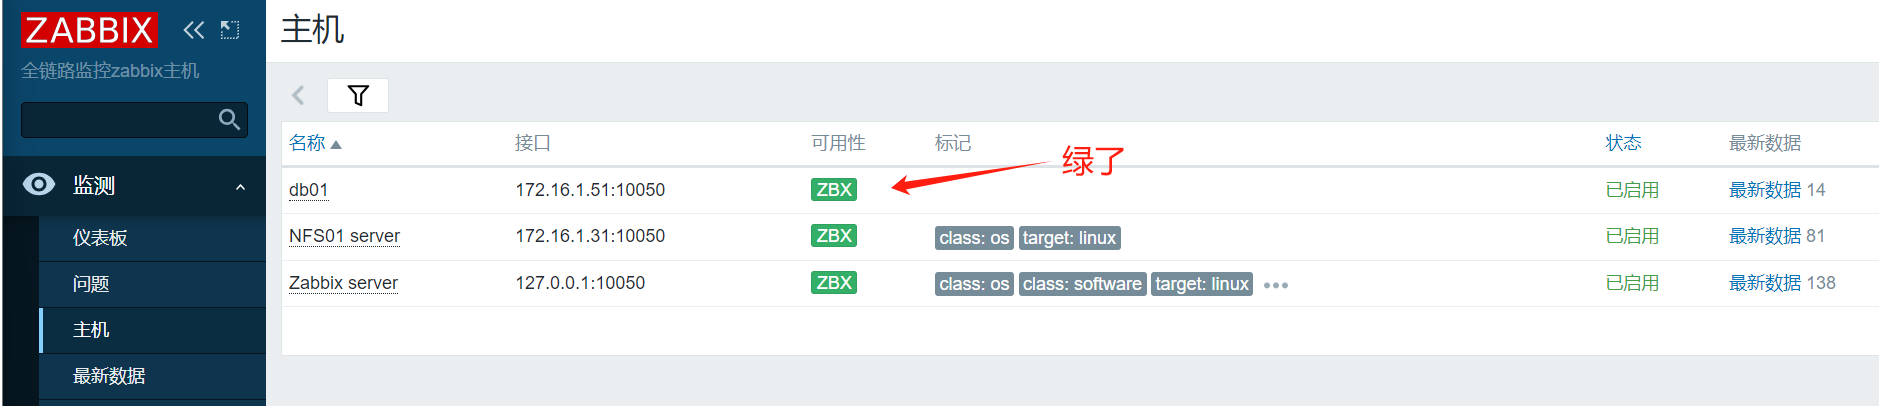 ZABBIX
全链路监控zabbix主机
监测
仪表板
问题
主机
最新数据
主机
名称 接口 可用性 标记 状态 最新数据
绿了
db01 172.16.1.51:10050 ZBX 已启用 最新数据 14
NFS01 server 172.16.1.31:10050 ZBX class: os target: linux 已启用 最新数据 81
Zabbix server 127.0.0.1:10050 ZBX class: os class: software target: linux ••• 已启用 最新数据 138